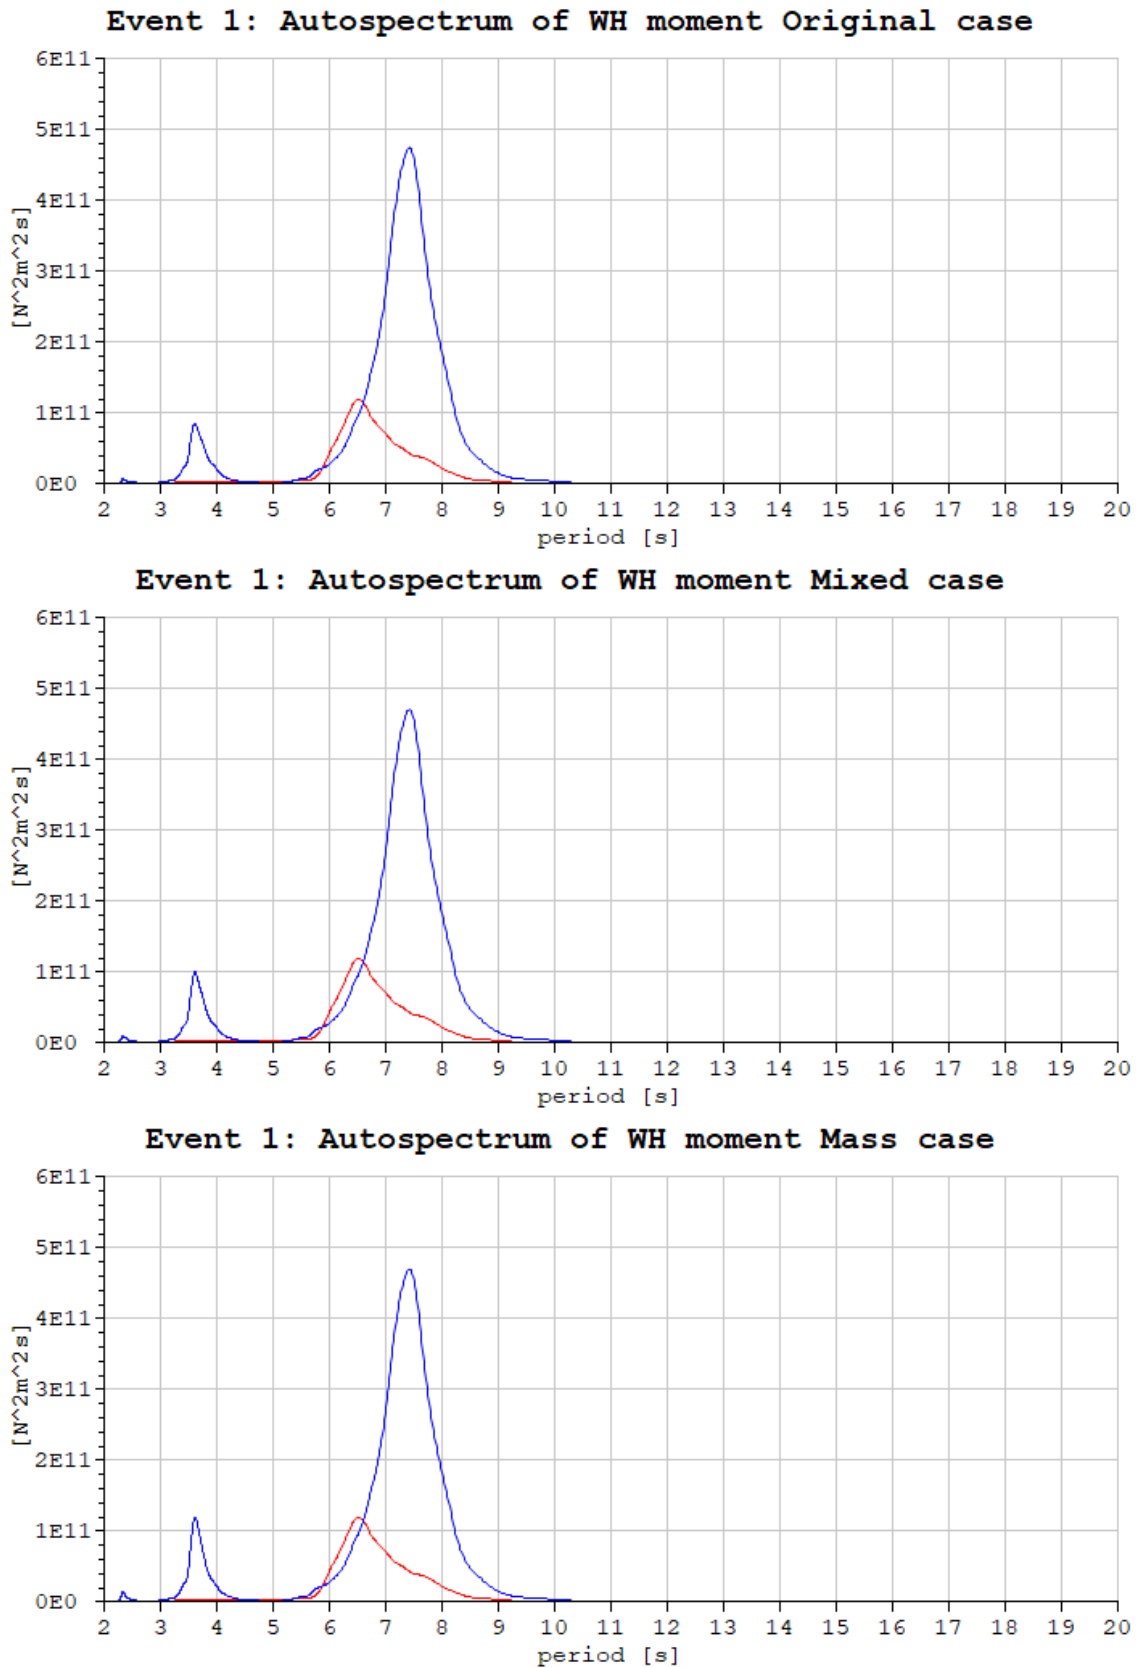 Event 1: Autospectrum of WH moment Original case
6E11
5E11
4E11
3E11
2E11
1E11
0E0
[N^2m^2s]
2 3 4 5 6 7 8 9 10 11 12 13 14 15 16 17 18 19 20
period [s]
Event 1: Autospectrum of WH moment Mixed case
6E11
5E11
4E11
3E11
2E11
1E11
0E0
[N^2m^2s]
2 3 4 5 6 7 8 9 10 11 12 13 14 15 16 17 18 19 20
period [s]
Event 1: Autospectrum of WH moment Mass case
6E11
5E11
4E11
3E11
2E11
1E11
0E0
[N^2m^2s]
2 3 4 5 6 7 8 9 10 11 12 13 14 15 16 17 18 19 20
period [s]